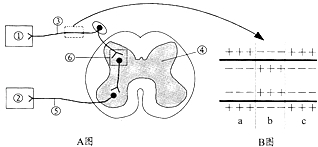 ① ③ ④
⑥
② ⑤
+ + + + - - - - + + + +
- - - - + + + - - - -
- - - - + + + - - - -
+ + + + - - - - + + + +
a b c
A图 B图